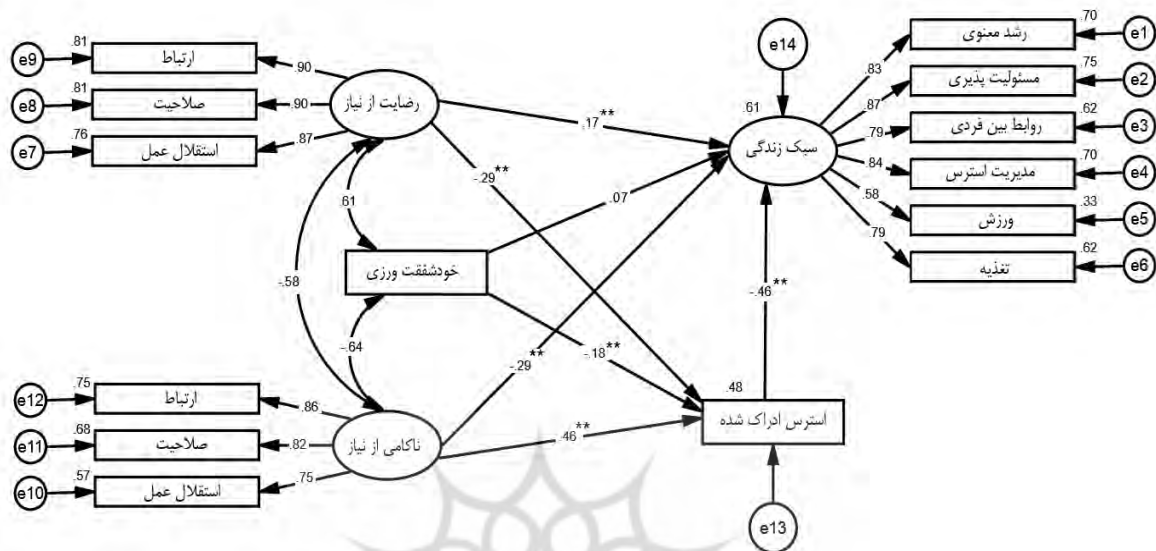 e9
.81
ارتباط
.90
e8
.81
صلاحیت
.90
e7
.76
استقلال عمل
.87
رضایت از نیاز
e14
.61
سبک زندگی
.83
رشد معنوی
.70
e1
.87
مسئولیت پذیری
.75
e2
.79
روابط بین فردی
.62
e3
.84
مدیریت استرس
.70
e4
.58
ورزش
.33
e5
.79
تغذیه
.62
e6
.17**
-.29**
.07
.61
خودشفقت ورزی
-.58
-.64
-.18**
-.29**
-.46**
.48
استرس ادراک شده
e13
e12
.75
ارتباط
.86
e11
.68
صلاحیت
.82
e10
.57
استقلال عمل
.75
ناکامی از نیاز
.46**